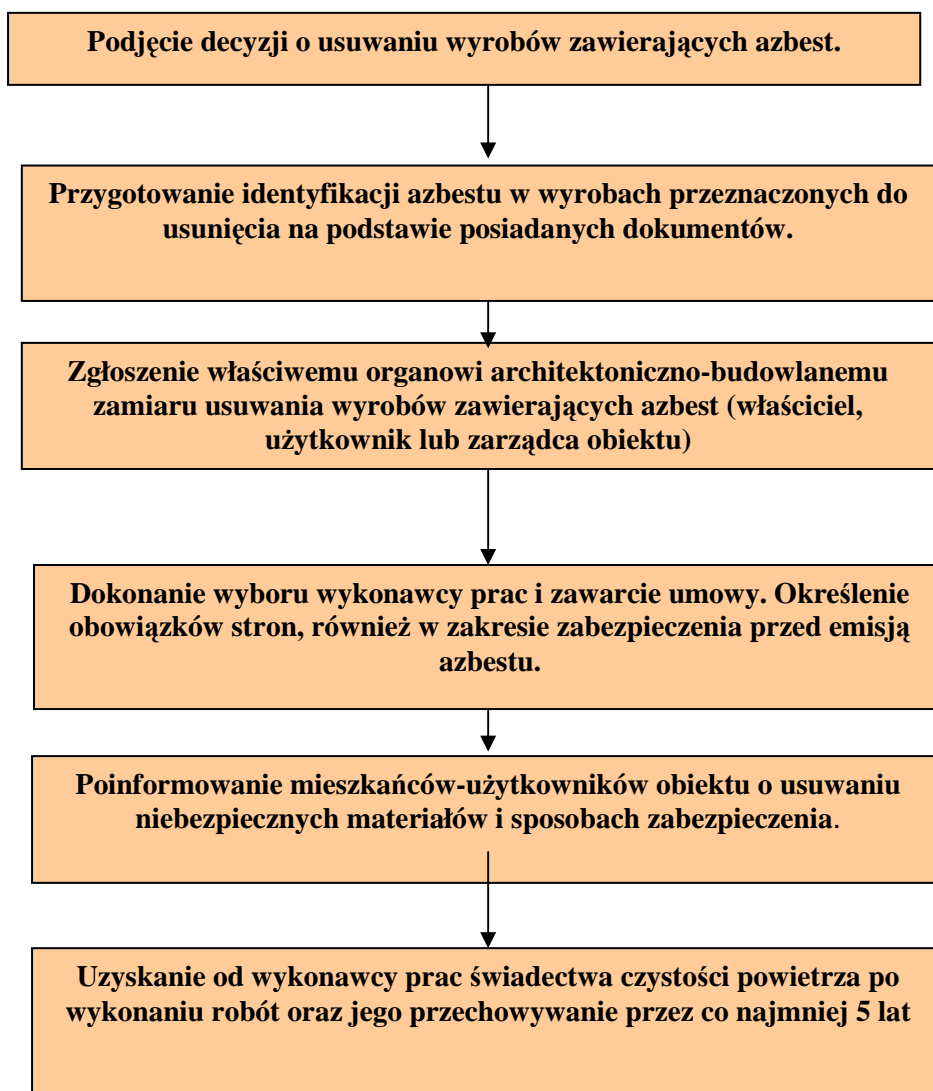 Podjęcie decyzji o usuwaniu wyrobów zawierających azbest.
Przygotowanie identyfikacji azbestu w wyrobach przeznaczonych do
usunięcia na podstawie posiadanych dokumentów.
Zgłoszenie właściwemu organowi architektoniczno-budowlanemu
zamiaru usuwania wyrobów zawierających azbest (właściciel,
użytkownik lub zarządca obiektu)
Dokonanie wyboru wykonawcy prac i zawarcie umowy. Określenie
obowiązków stron, również w zakresie zabezpieczenia przed emisją
azbestu.
Poinformowanie mieszkańców-użytkowników obiektu o usuwaniu
niebezpiecznych materiałów i sposobach zabezpieczenia.
Uzyskanie od wykonawcy prac świadectwa czystości powietrza po
wykonaniu robót oraz jego przechowywanie przez co najmniej 5 lat